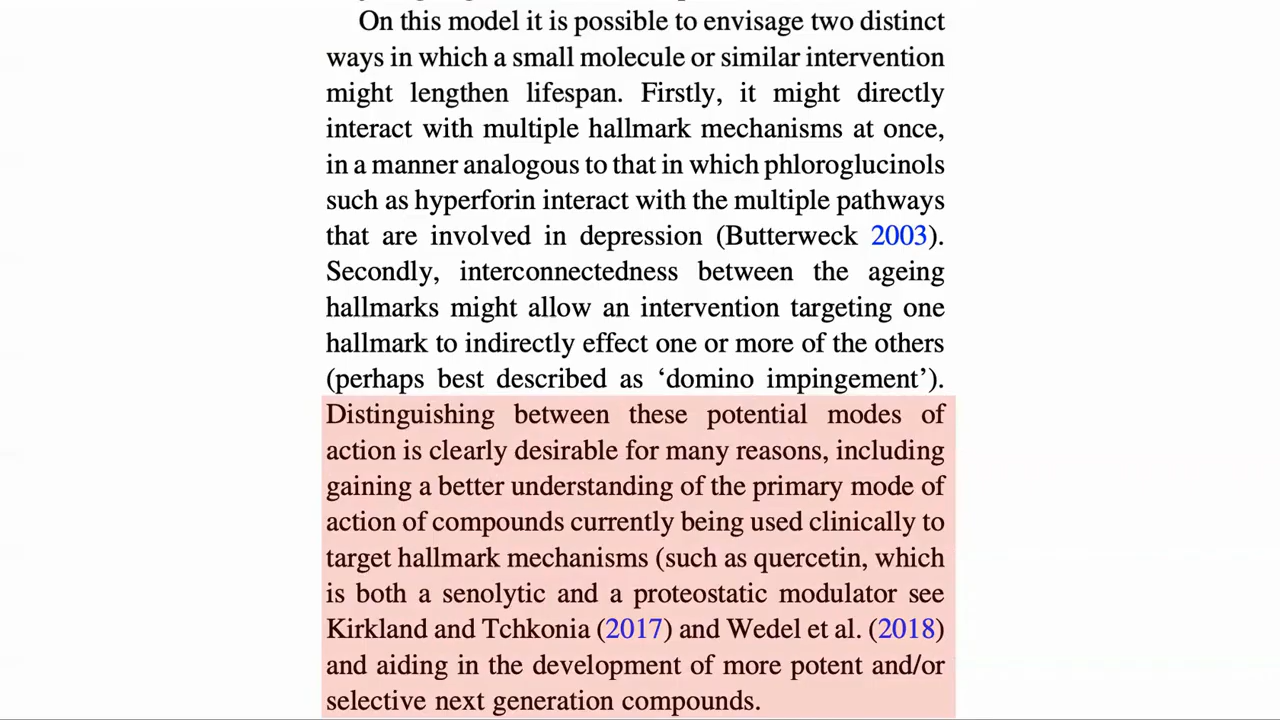 On this model it is possible to envisage two distinct
ways in which a small molecule or similar intervention
might lengthen lifespan. Firstly, it might directly
interact with multiple hallmark mechanisms at once,
in a manner analogous to that in which phloroglucinols
such as hyperforin interact with the multiple pathways
that are involved in depression (Butterweck 2003).
Secondly, interconnectedness between the ageing
hallmarks might allow an intervention targeting one
hallmark to indirectly effect one or more of the others
(perhaps best described as ‘domino impingement’).
Distinguishing between these potential modes of
action is clearly desirable for many reasons, including
gaining a better understanding of the primary mode of
action of compounds currently being used clinically to
target hallmark mechanisms (such as quercetin, which
is both a senolytic and a proteostatic modulator see
Kirkland and Tchkonia (2017) and Wedel et al. (2018)
and aiding in the development of more potent and/or
selective next generation compounds.